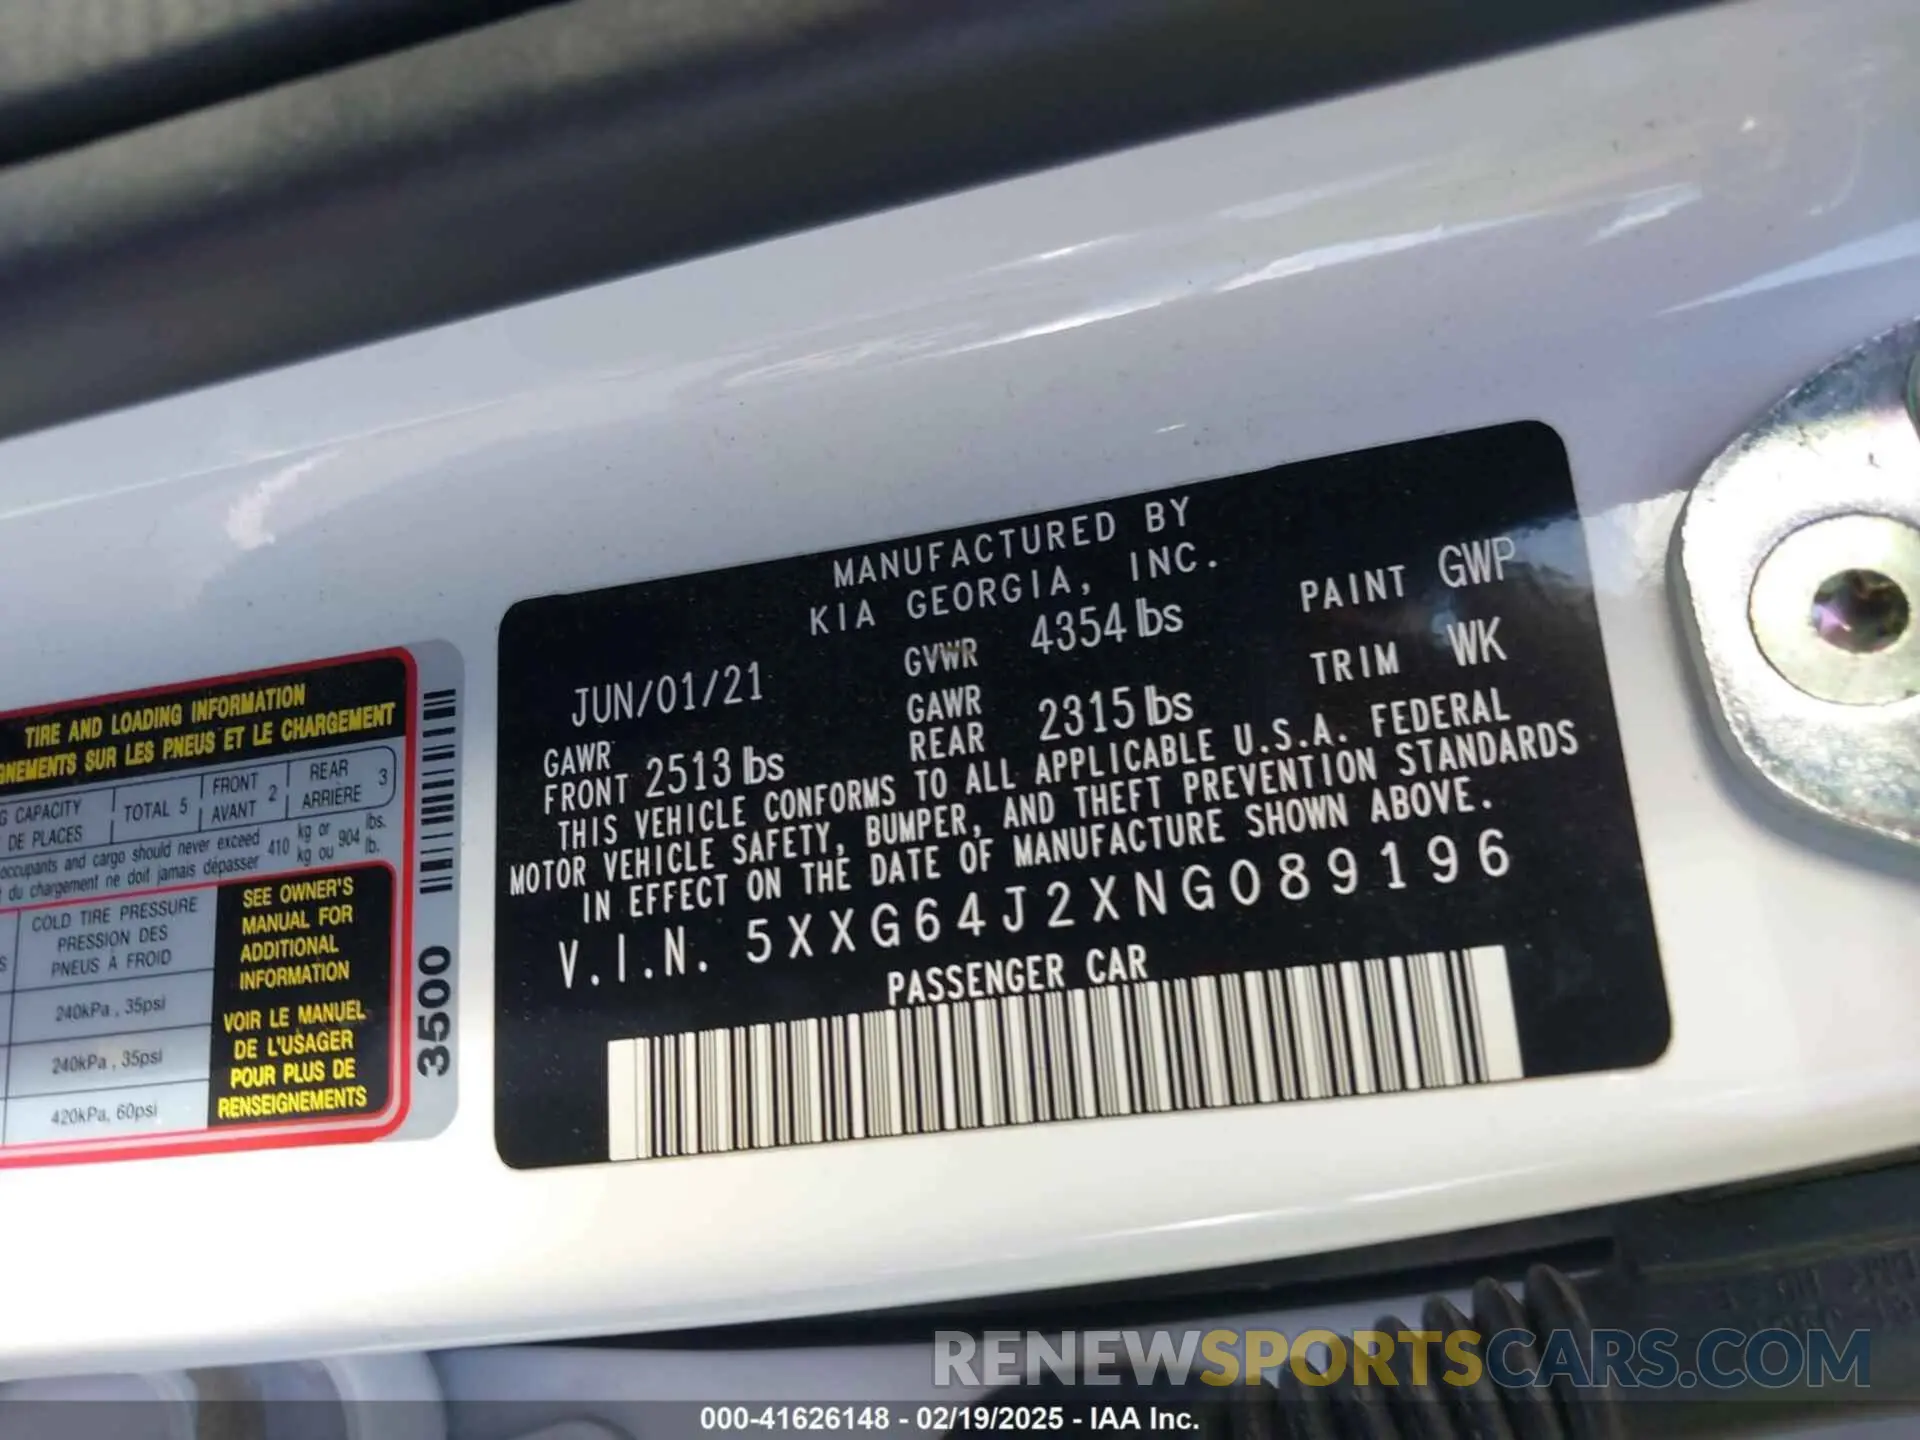 TIRE AND LOADING INFORMATION
SUR LES PNEUS ET LE CHARGEMENT
CAPACITY
DE PLACES
TOTAL 5
FRONT
AVANT 2
REAR
ARRIÈRE 3
occupants and cargo should never exceed 410 kg or 904 lbs.
du chargement ne doit jamais dépasser kg ou lb.
COLD TIRE PRESSURE
PRESSION DES
PNEUS À FROID
240kPa, 35psi
240kPa, 35psi
420kPa, 60psi
SEE OWNER'S
MANUAL FOR
ADDITIONAL
INFORMATION
VOIR LE MANUEL
DE L'USAGER
POUR PLUS DE
RENSEIGNEMENTS
3500
MANUFACTURED BY
KIA GEORGIA, INC.
JUN/01/21 GVWR 4354 lbs PAINT GWP
GAWR FRONT 2513 lbs GAWR REAR 2315 lbs TRIM WK
THIS VEHICLE CONFORMS TO ALL APPLICABLE U.S.A. FEDERAL
MOTOR VEHICLE SAFETY, BUMPER, AND THEFT PREVENTION STANDARDS
IN EFFECT ON THE DATE OF MANUFACTURE SHOWN ABOVE.
V.I.N. 5XXG64J2XNG089196
PASSENGER CAR
RENEWSPORTSCARS.COM
000-41626148 - 02/19/2025 - IAA Inc.